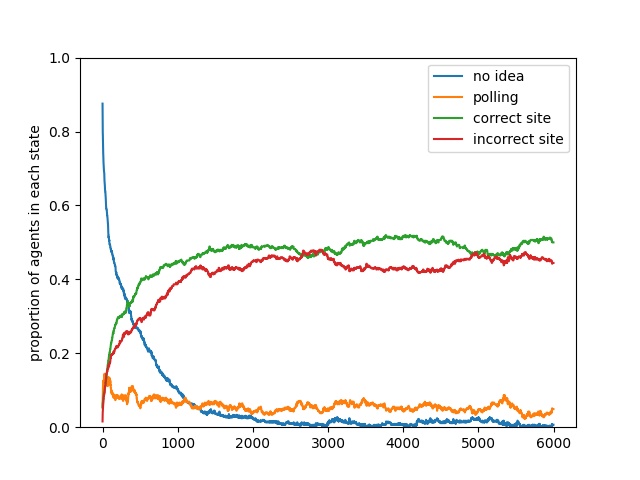 1.0
0.8
0.6
0.4
0.2
0.0
proportion of agents in each state
no idea
polling
correct site
incorrect site
0 1000 2000 3000 4000 5000 6000